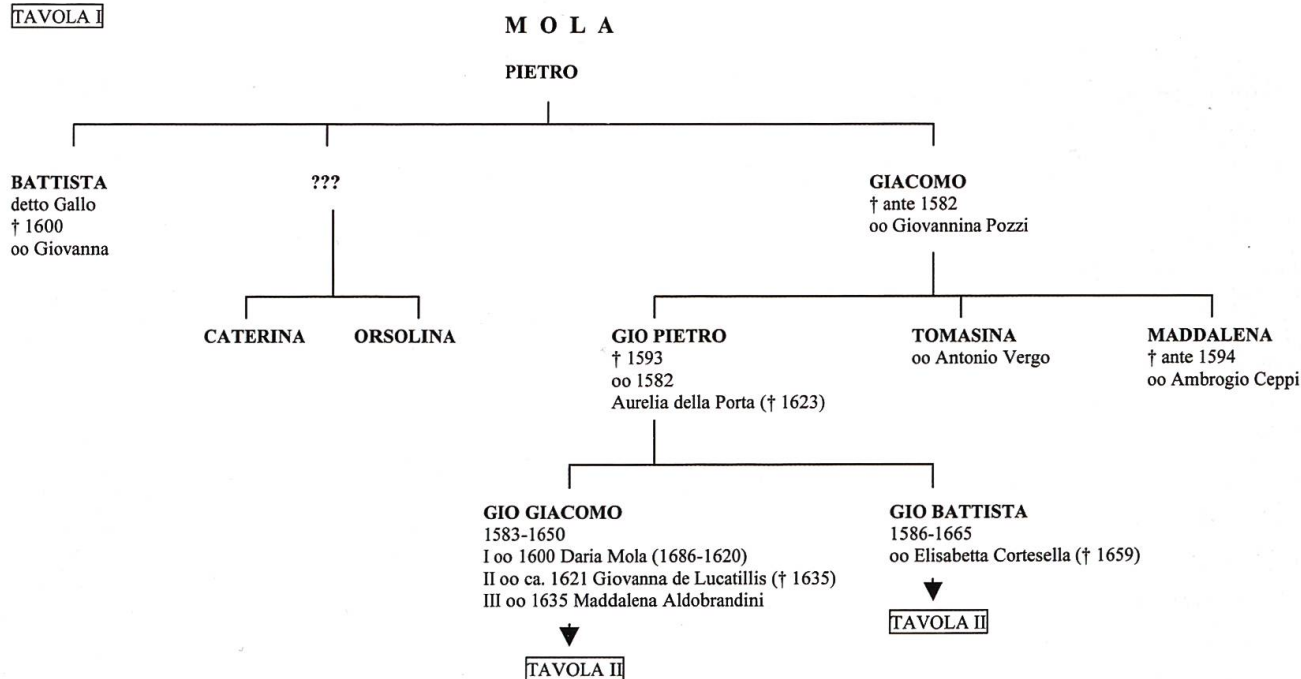 TAVOLA I
M O L A
PIETRO
BATTISTA
detto Gallo
† 1600
oo Giovanna
???
GIACOMO
† ante 1582
oo Giovannina Pozzi
CATERINA
ORSOLINA
GIO PIETRO
† 1593
oo 1582
Aurelia della Porta († 1623)
TOMASINA
oo Antonio Vergo
MADDALENA
† ante 1594
oo Ambrogio Ceppi
GIO GIACOMO
1583-1650
I oo 1600 Daria Mola (1686-1620)
II oo ca. 1621 Giovanna de Lucatillis († 1635)
III oo 1635 Maddalena Aldobrandini
TAVOLA II
GIO BATTISTA
1586-1665
oo Elisabetta Cortesella († 1659)
TAVOLA II